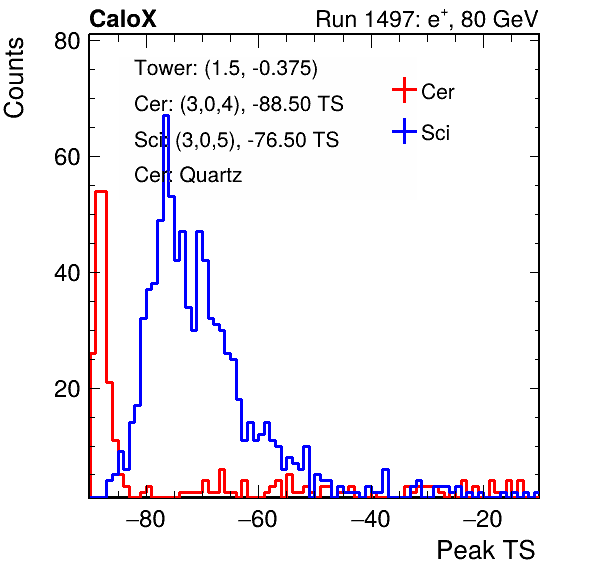 CaloX Run 1497: e⁺, 80 GeV
Counts
80
60
40
20
Tower: (1.5, -0.375)
Cer: (3,0,4), -88.50 TS
Sci: (3,0,5), -76.50 TS
Cer: Quartz
Cer
Sci
−80 −60 −40 −20
Peak TS